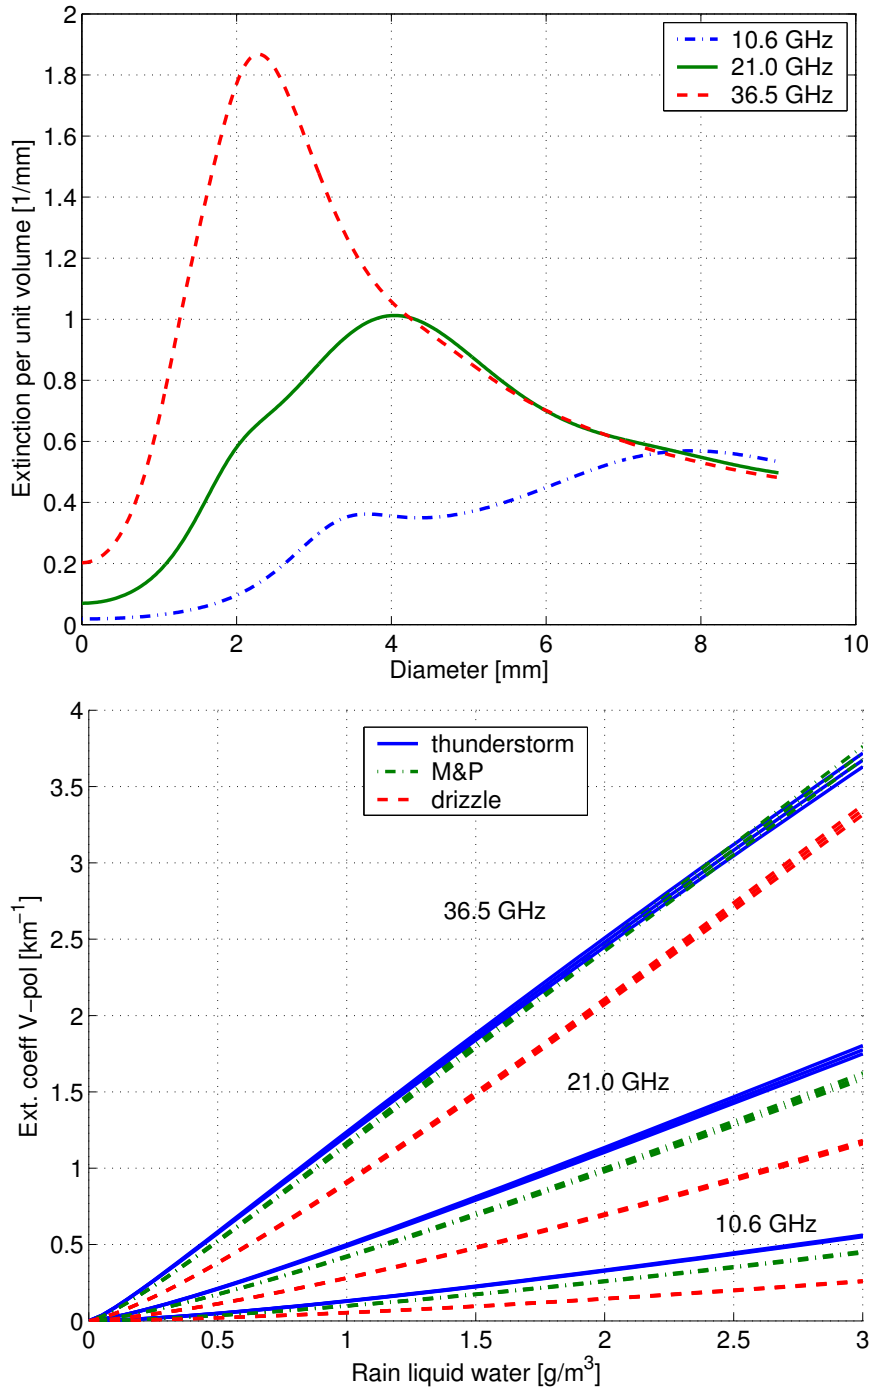 2
1.8
1.6
1.4
1.2
1
0.8
0.6
0.4
0.2
0
Extinction per unit volume [1/mm]
10.6 GHz
21.0 GHz
36.5 GHz
0 2 4 6 8 10
Diameter [mm]
4
3.5
3
2.5
2
1.5
1
0.5
0
Ext. coeff V−pol [km⁻¹]
thunderstorm
M&P
drizzle
36.5 GHz
21.0 GHz
10.6 GHz
0 0.5 1 1.5 2 2.5 3
Rain liquid water [g/m³]